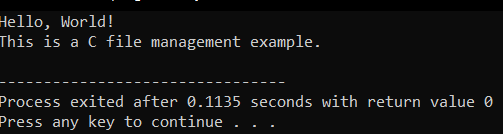 Hello, World!
This is a C file management example.
--------------------------------
Process exited after 0.1135 seconds with return value 0
Press any key to continue . . .